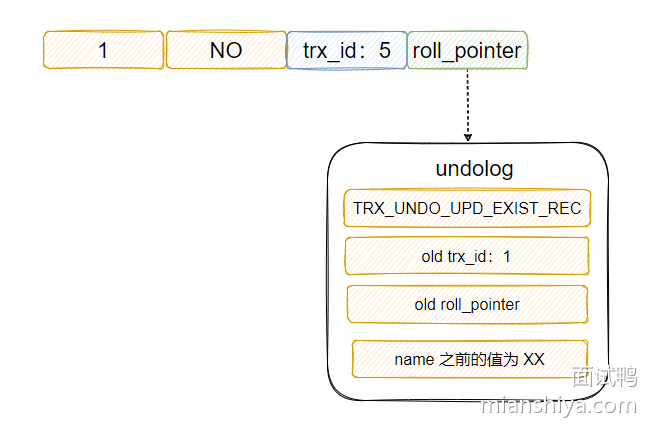 1 NO trx_id：5 roll_pointer
undolog
TRX_UNDO_UPD_EXIST_REC
old trx_id：1
old roll_pointer
name 之前的值为 XX
面试鸭
mianshiya.com